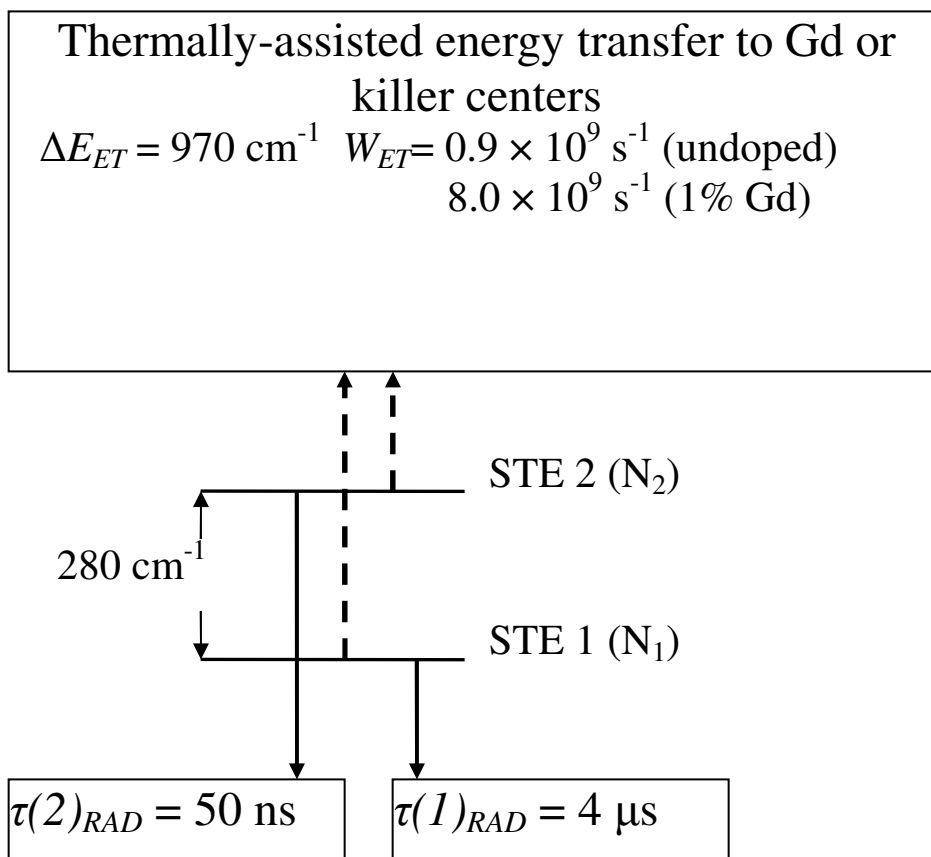 Thermally-assisted energy transfer to Gd or
killer centers
ΔE_ET = 970 cm⁻¹ W_ET= 0.9 × 10⁹ s⁻¹ (undoped)
8.0 × 10⁹ s⁻¹ (1% Gd)
STE 2 (N₂)
280 cm⁻¹
STE 1 (N₁)
τ(2)_RAD = 50 ns
τ(1)_RAD = 4 μs